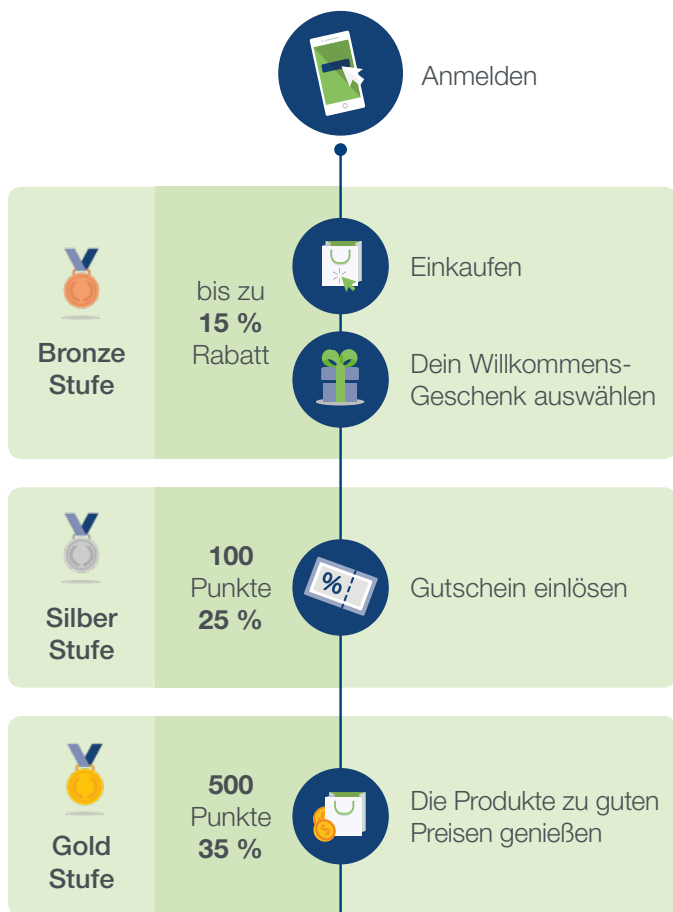 Anmelden
Bronze
Stufe
bis zu
15 %
Rabatt
Einkaufen
Dein Willkommens-
Geschenk auswählen
Silber
Stufe
100
Punkte
25 %
%
Gutschein einlösen
Gold
Stufe
500
Punkte
35 %
$
Die Produkte zu guten
Preisen genießen